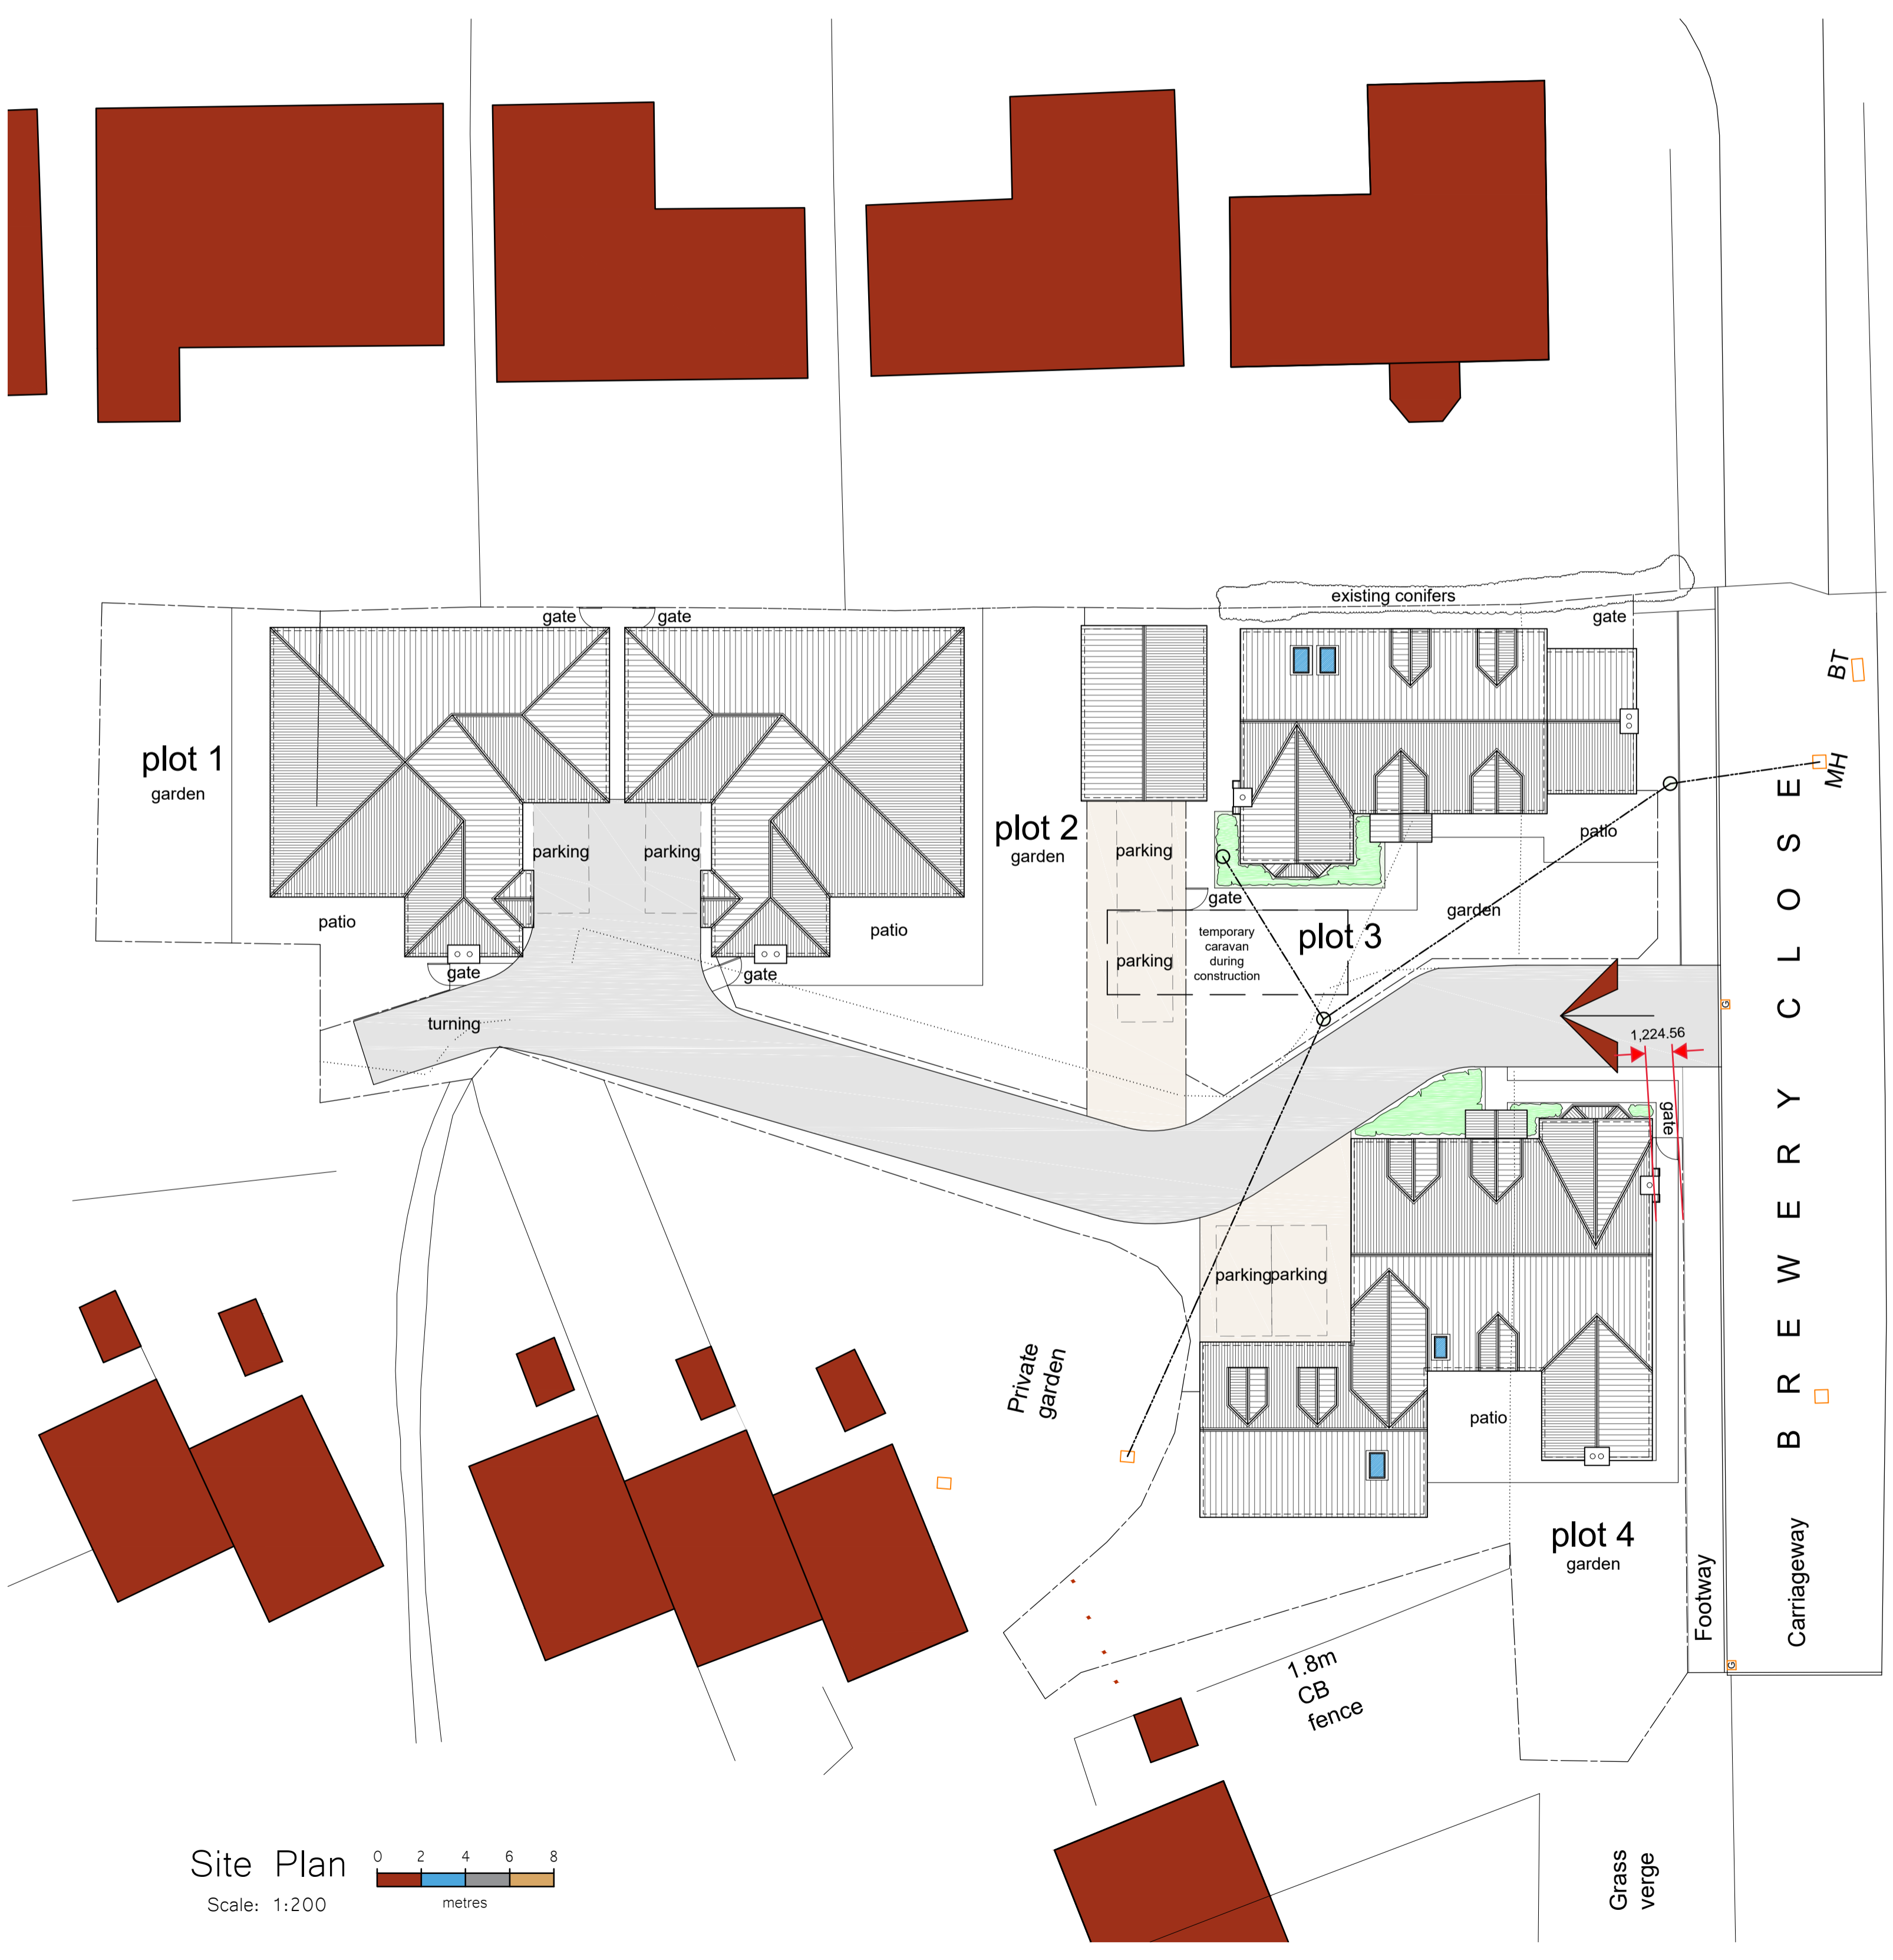 existing conifers
gate
gate
gate
BT
MH
plot 1
garden
plot 2
garden
parking
parking
parking
patio
patio
patio
gate
garden
plot 3
temporary
caravan
during
construction
parking
gate
gate
turning
G
1,224.56
gate
parking
parking
Private
garden
patio
plot 4
garden
BREWERY CLOSE
Footway
Carriageway
G
1.8m
CB
fence
Grass
verge
Site Plan
Scale: 1:200
0 2 4 6 8
metres